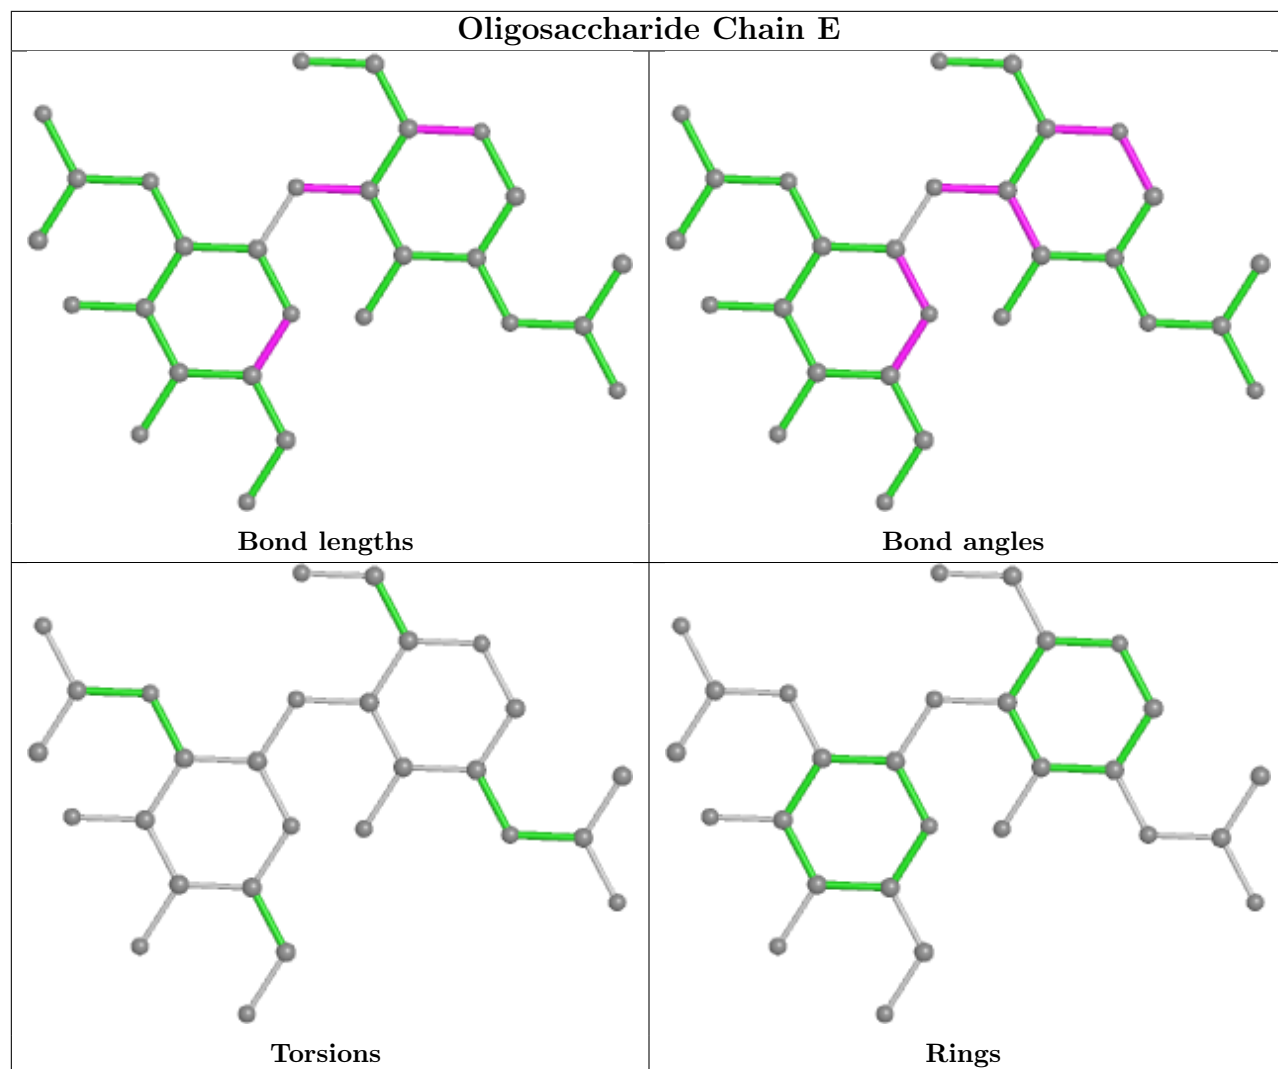 Oligosaccharide Chain E
Bond lengths
Bond angles
Torsions
Rings